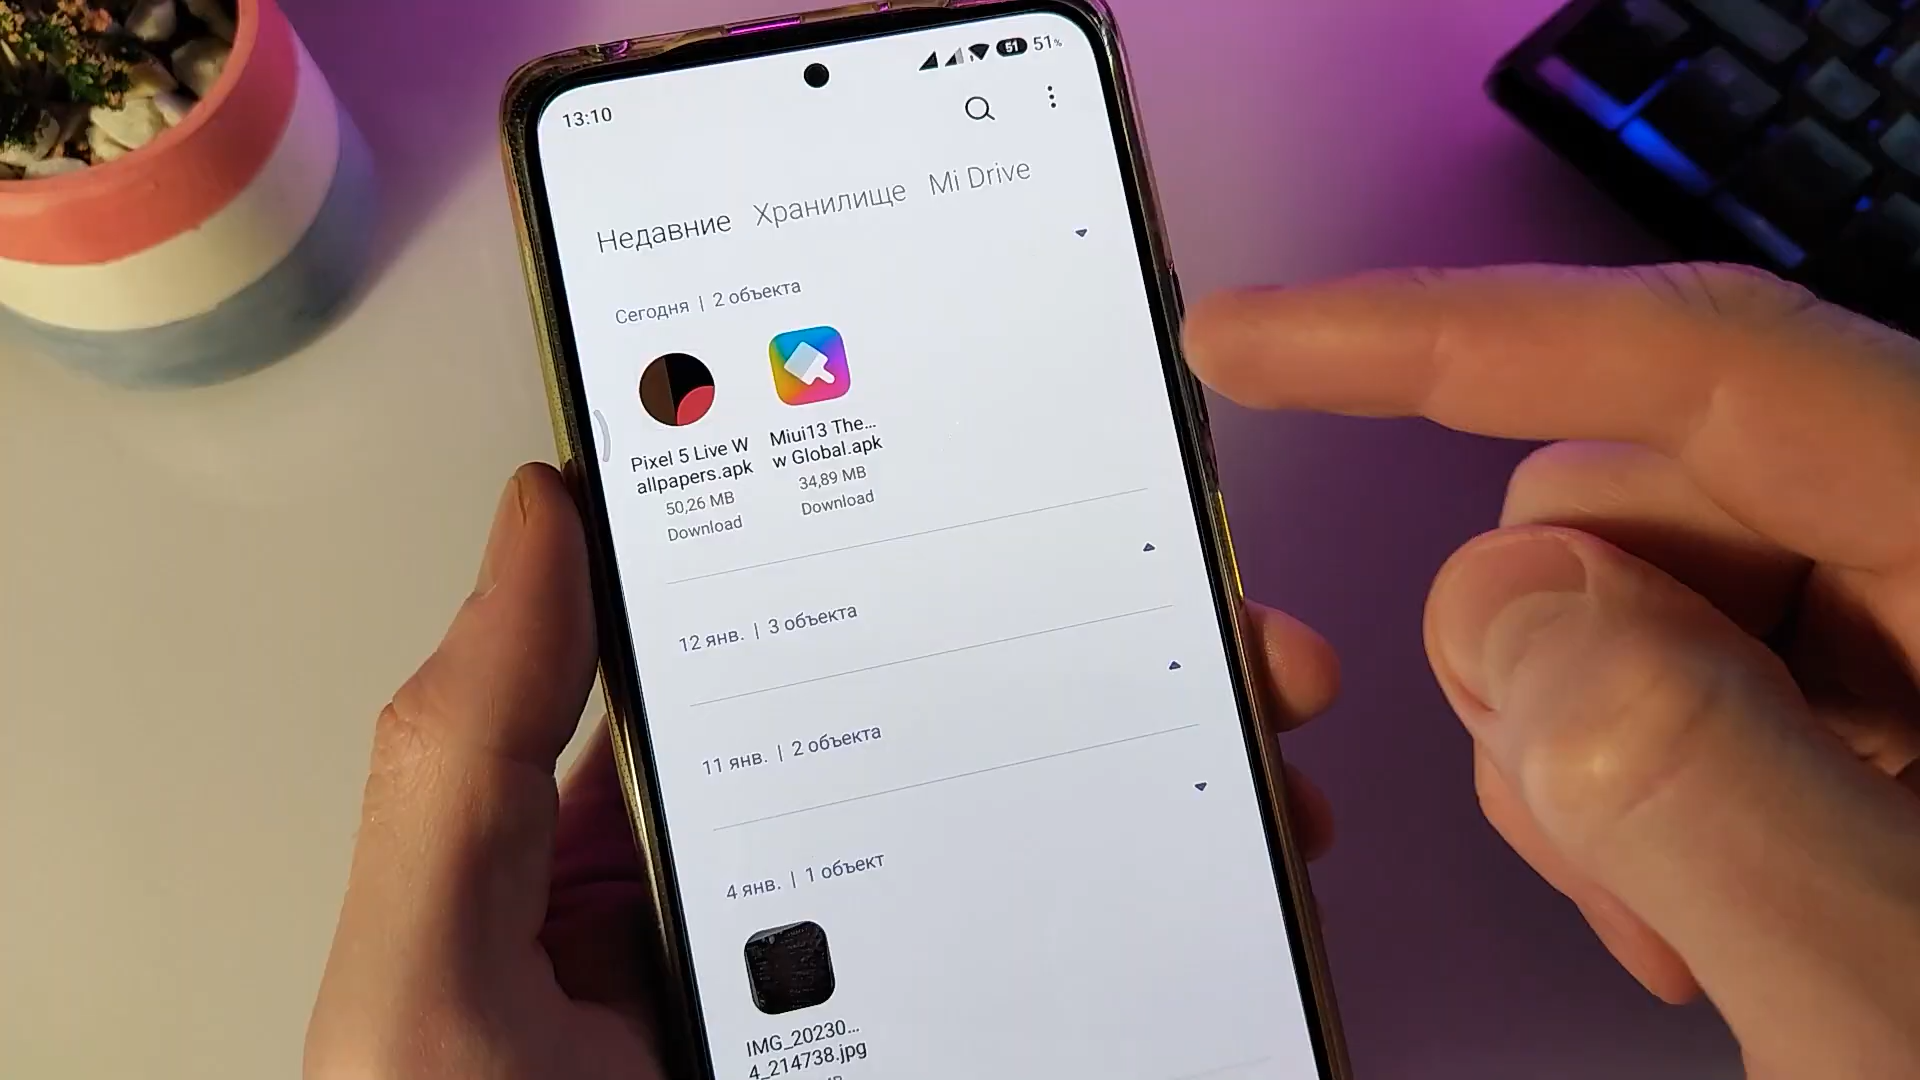 13:10
51 51%
Недавние Хранилище Mi Drive
Сегодня | 2 объекта
Pixel 5 Live W
allpapers.apk
50,26 MB
Download
Miui13 The...
w Global.apk
34,89 MB
Download
12 янв. | 3 объекта
11 янв. | 2 объекта
4 янв. | 1 объект
IMG_20230...
4_214738.jpg